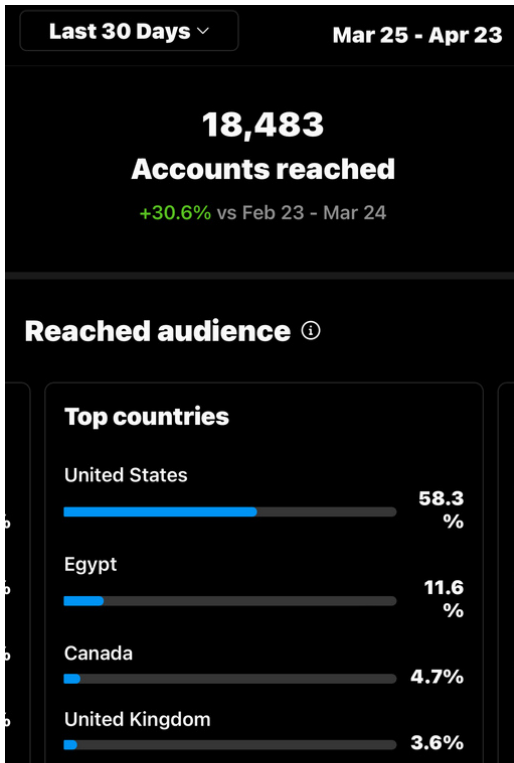 Last 30 Days
Mar 25 - Apr 23
18,483
Accounts reached
+30.6% vs Feb 23 - Mar 24
Reached audience
Top countries
United States
58.3
%
Egypt
11.6
%
Canada
4.7%
United Kingdom
3.6%